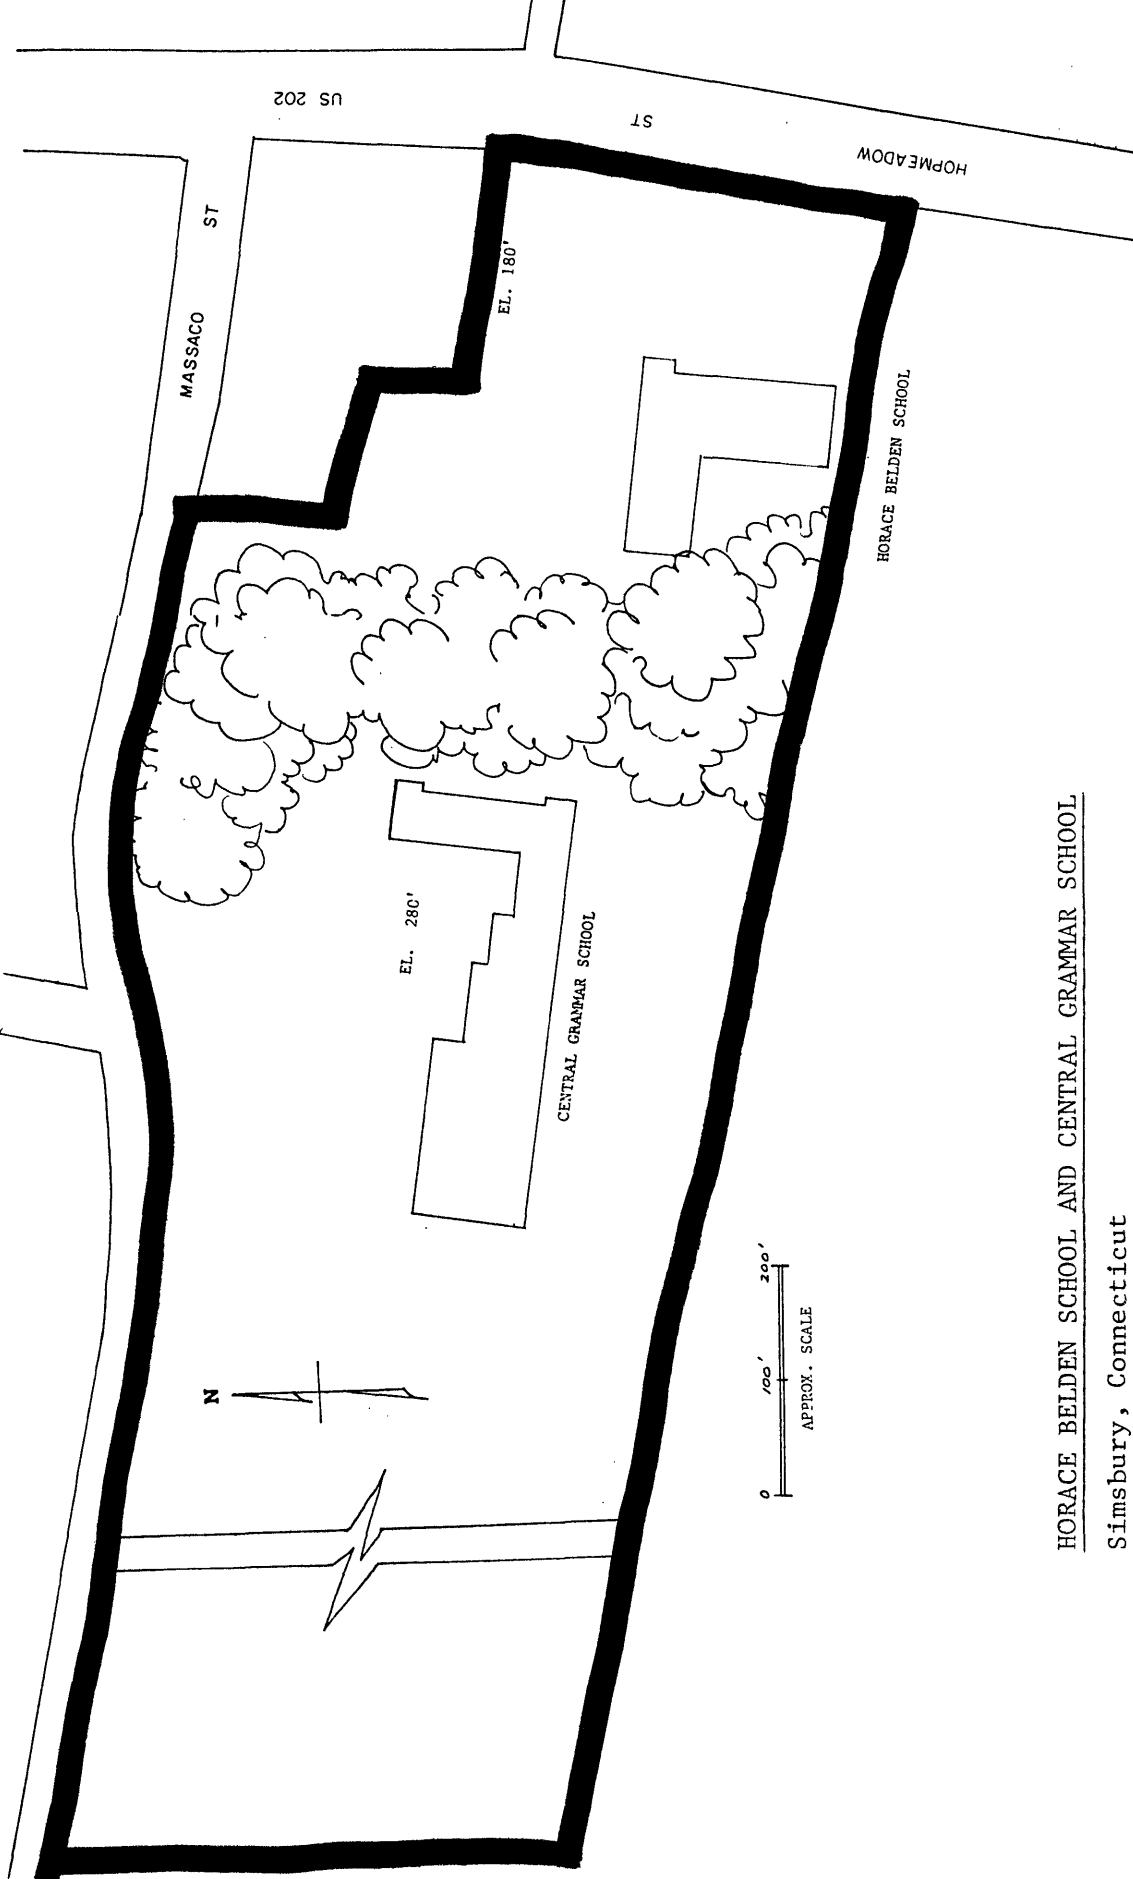 US 202
HOPMEADOW
ST
MASSACO
ST
EL. 180'
HORACE BELDEN SCHOOL
EL. 280'
CENTRAL GRAMMAR SCHOOL
N
0
100'
200'
APPROX. SCALE
HORACE BELDEN SCHOOL AND CENTRAL GRAMMAR SCHOOL
Simsbury, Connecticut